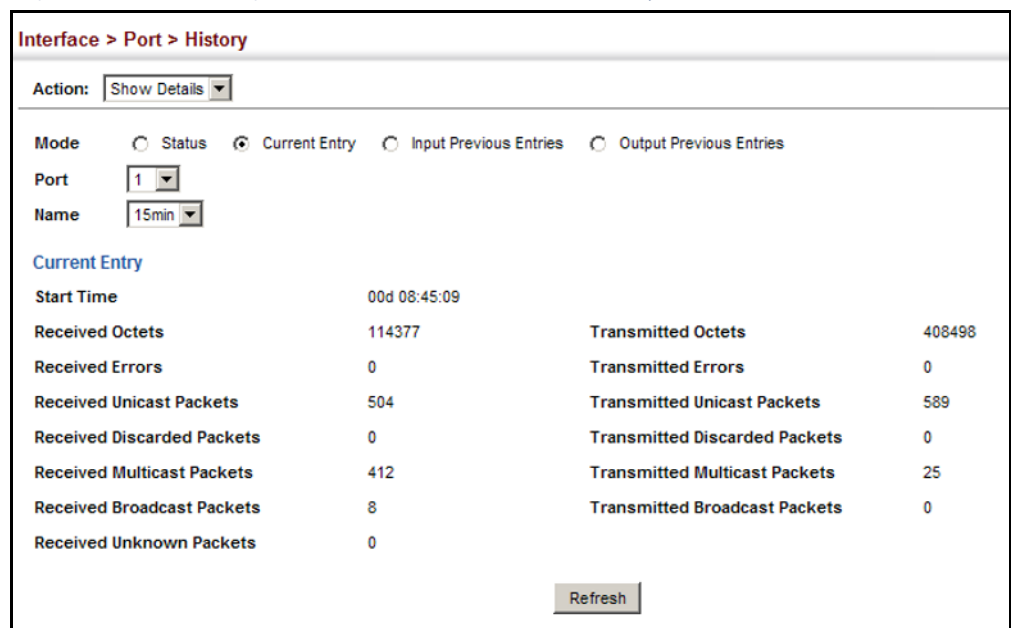 Interface > Port > History
Action: Show Details
Mode Status Current Entry Input Previous Entries Output Previous Entries
Port 1
Name 15min
Current Entry
Start Time 00d 08:45:09
Received Octets 114377 Transmitted Octets 408498
Received Errors 0 Transmitted Errors 0
Received Unicast Packets 504 Transmitted Unicast Packets 589
Received Discarded Packets 0 Transmitted Discarded Packets 0
Received Multicast Packets 412 Transmitted Multicast Packets 25
Received Broadcast Packets 8 Transmitted Broadcast Packets 0
Received Unknown Packets 0
Refresh